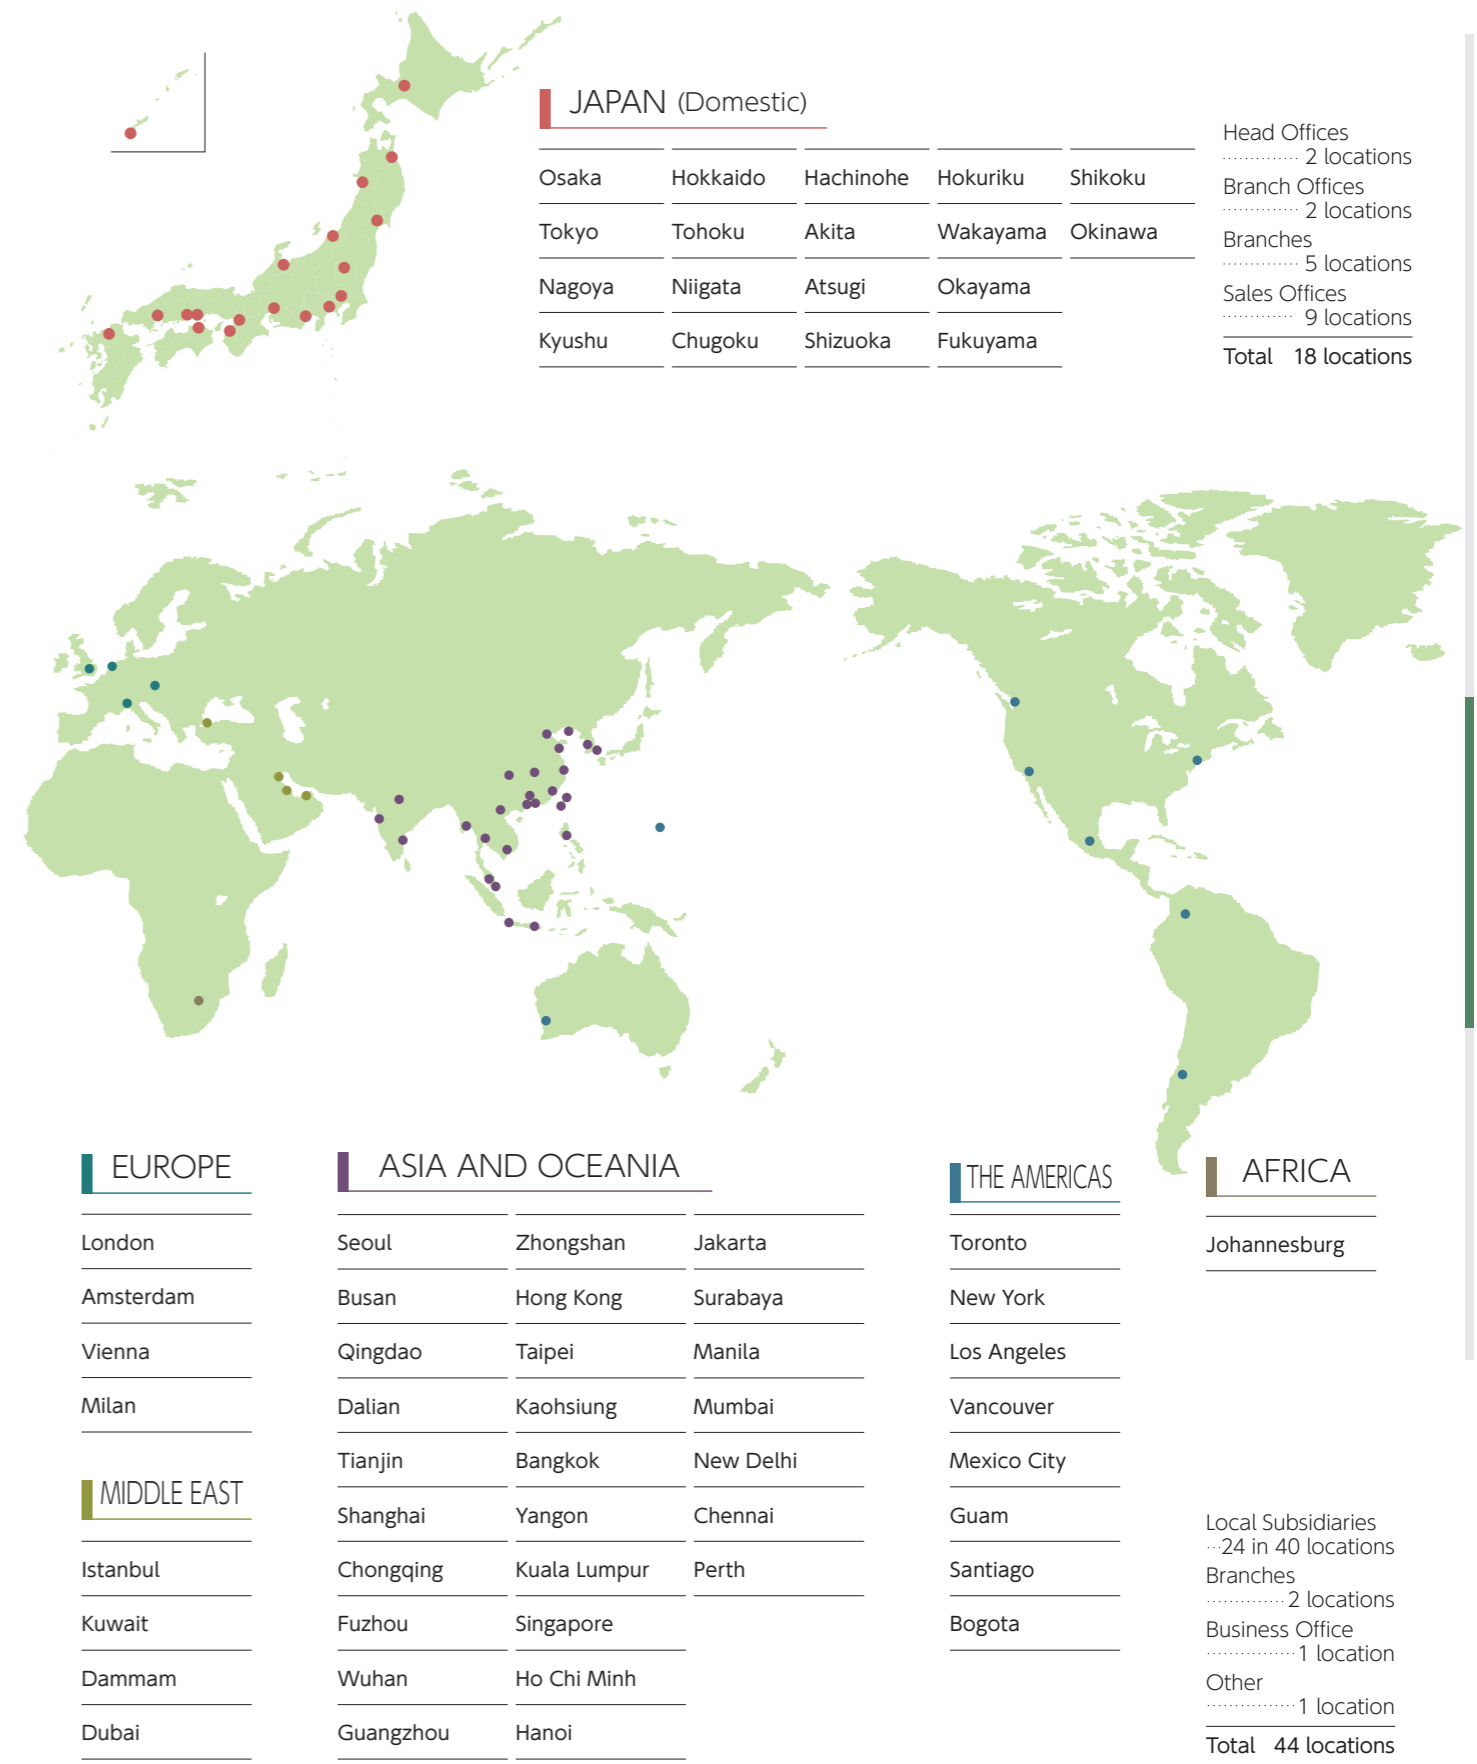 JAPAN (Domestic)
Osaka Hokkaido Hachinohe Hokuriku Shikoku
Tokyo Tohoku Akita Wakayama Okinawa
Nagoya Niigata Atsugi Okayama
Kyushu Chugoku Shizuoka Fukuyama
Head Offices
.............. 2 locations
Branch Offices
.............. 2 locations
Branches
.............. 5 locations
Sales Offices
............. 9 locations
Total 18 locations
EUROPE
London
Amsterdam
Vienna
Milan
MIDDLE EAST
Istanbul
Kuwait
Dammam
Dubai
ASIA AND OCEANIA
Seoul Zhongshan Jakarta
Busan Hong Kong Surabaya
Qingdao Taipei Manila
Dalian Kaohsiung Mumbai
Tianjin Bangkok New Delhi
Shanghai Yangon Chennai
Chongqing Kuala Lumpur Perth
Fuzhou Singapore
Wuhan Ho Chi Minh
Guangzhou Hanoi
THE AMERICAS
Toronto
New York
Los Angeles
Vancouver
Mexico City
Guam
Santiago
Bogota
AFRICA
Johannesburg
Local Subsidiaries
...24 in 40 locations
Branches
.............. 2 locations
Business Office
................1 location
Other
................1 location
Total 44 locations